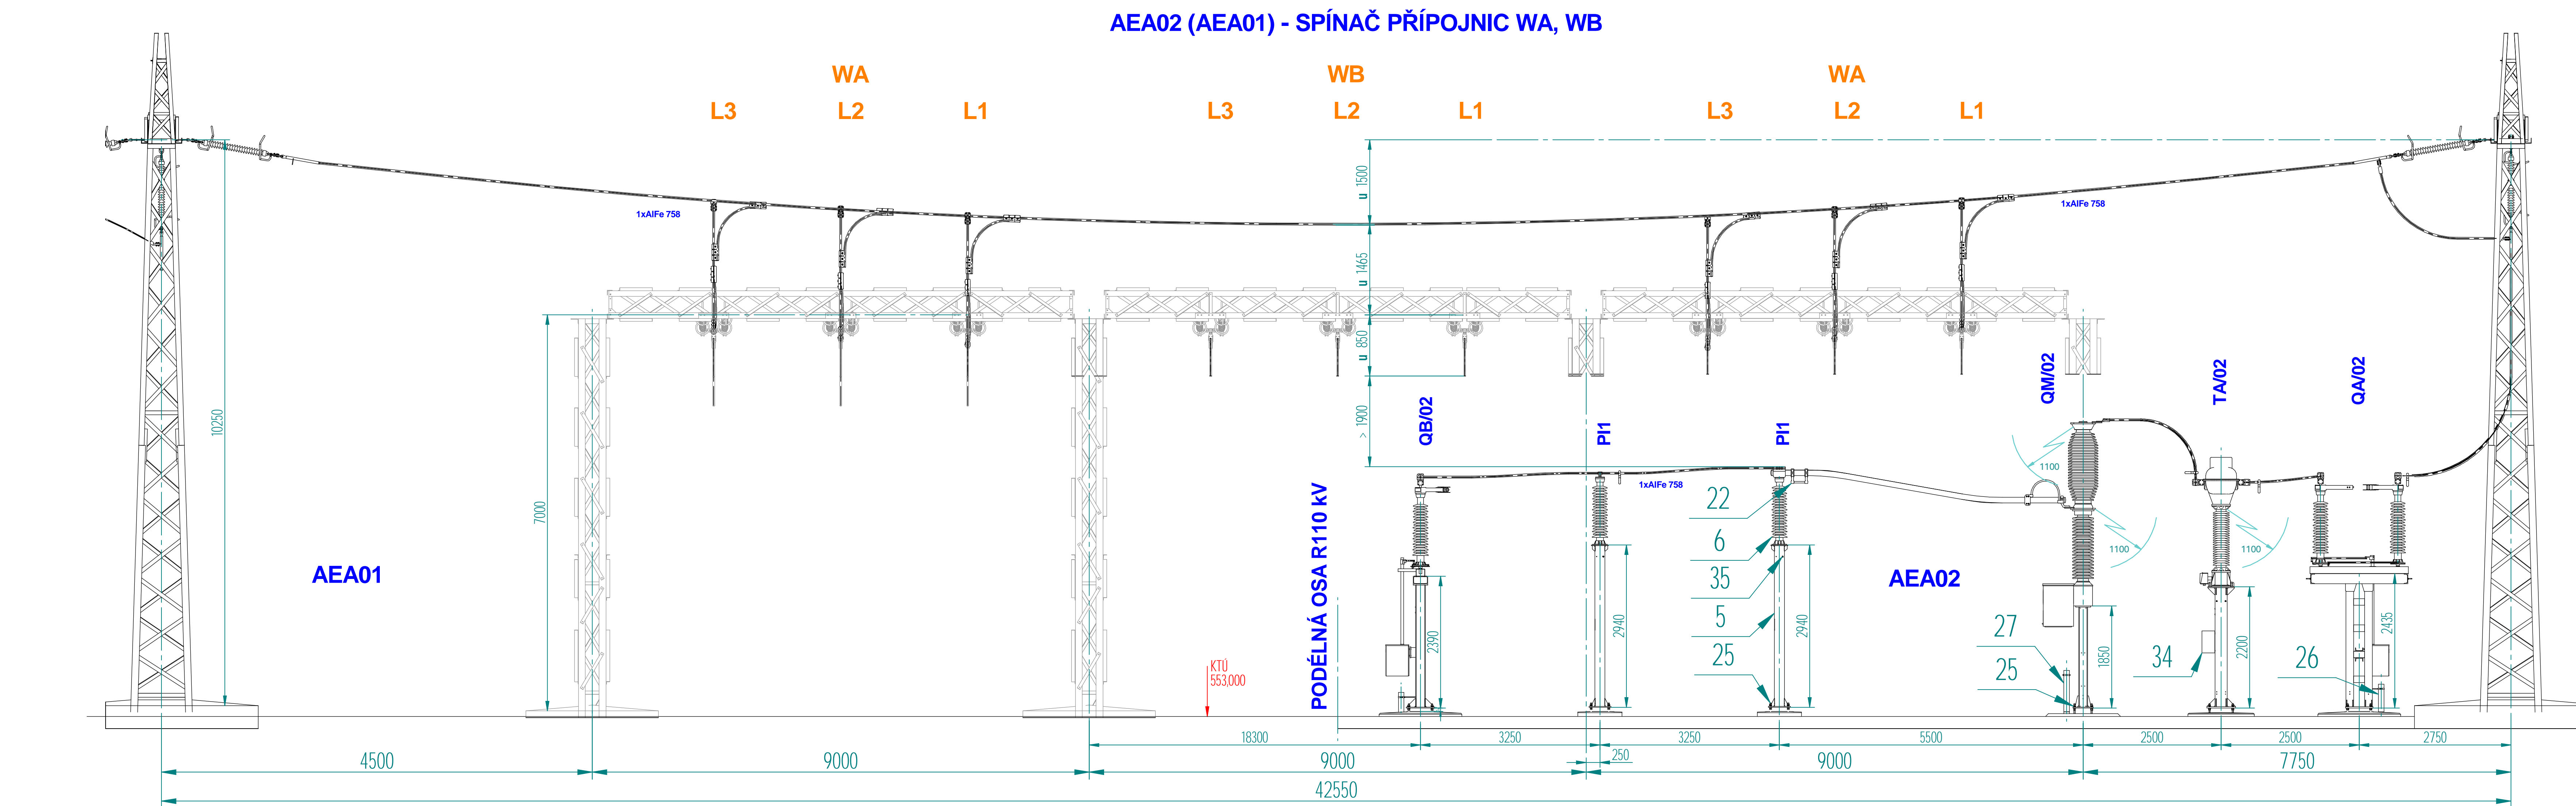 AEA02 (AEA01) - SPÍNAČ PŘÍPOJNIC WA, WB
WA
WB
WA
L3
L2
L1
L3
L2
L1
L3
L2
L1
1xAlFe 758
1xAlFe 758
u 1500
u 1465
u 850
> 1900
10250
7000
QB/02
PI1
PI1
QM/02
TA/02
QA/02
1xAlFe 758
1100
1100
1100
22
6
35
5
25
27
25
34
26
AEA01
AEA02
PODÉLNÁ OSA R110 kV
KTÚ
553,000
2390
2940
2940
1850
2200
2435
18300
3250
3250
5500
2500
2500
2750
250
4500
9000
9000
9000
7750
42550